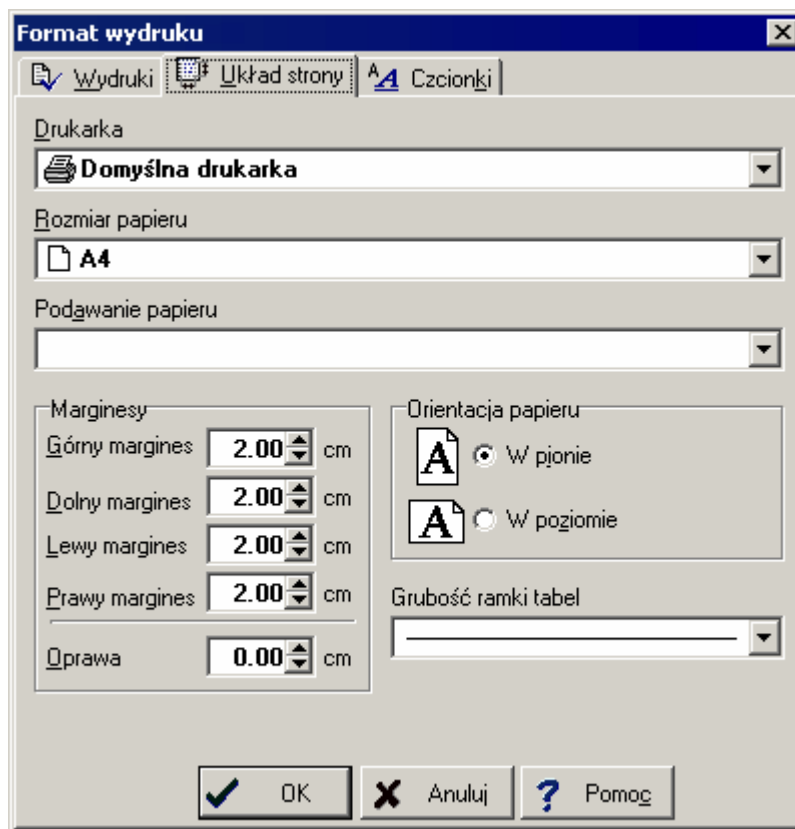 Format wydruku
Wydruki Układ strony Czcionki
Drukarka
Domyślna drukarka
Rozmiar papieru
A4
Podawanie papieru
Marginesy
Górny margines 2.00 cm
Dolny margines 2.00 cm
Lewy margines 2.00 cm
Prawy margines 2.00 cm
Oprawa 0.00 cm
Orientacja papieru
W pionie
W poziomie
Grubość ramki tabel
OK Anuluj Pomoc